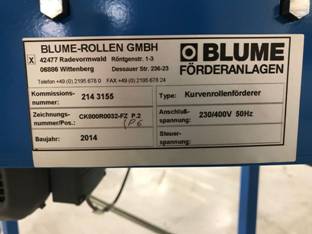 BLUME-ROLLEN GMBH
X 42477 Radevormwald Röntgenstr. 1-3
06886 Wittenberg Dessauer Str. 236-23
Telefon +49 (0) 2195 678 0 FAX +49 (0) 2195 678 24
BLUME
FÖRDERANLAGEN
Kommissions-
nummer: 214 3155
Type: Kurvenrollenförderer
Zeichnungs-
nummer/Pos.: CK800R0032-FZ P.2
(P6
Anschluß-
spannung: 230/400V 50Hz
Baujahr: 2014
Steuer-
spannung: